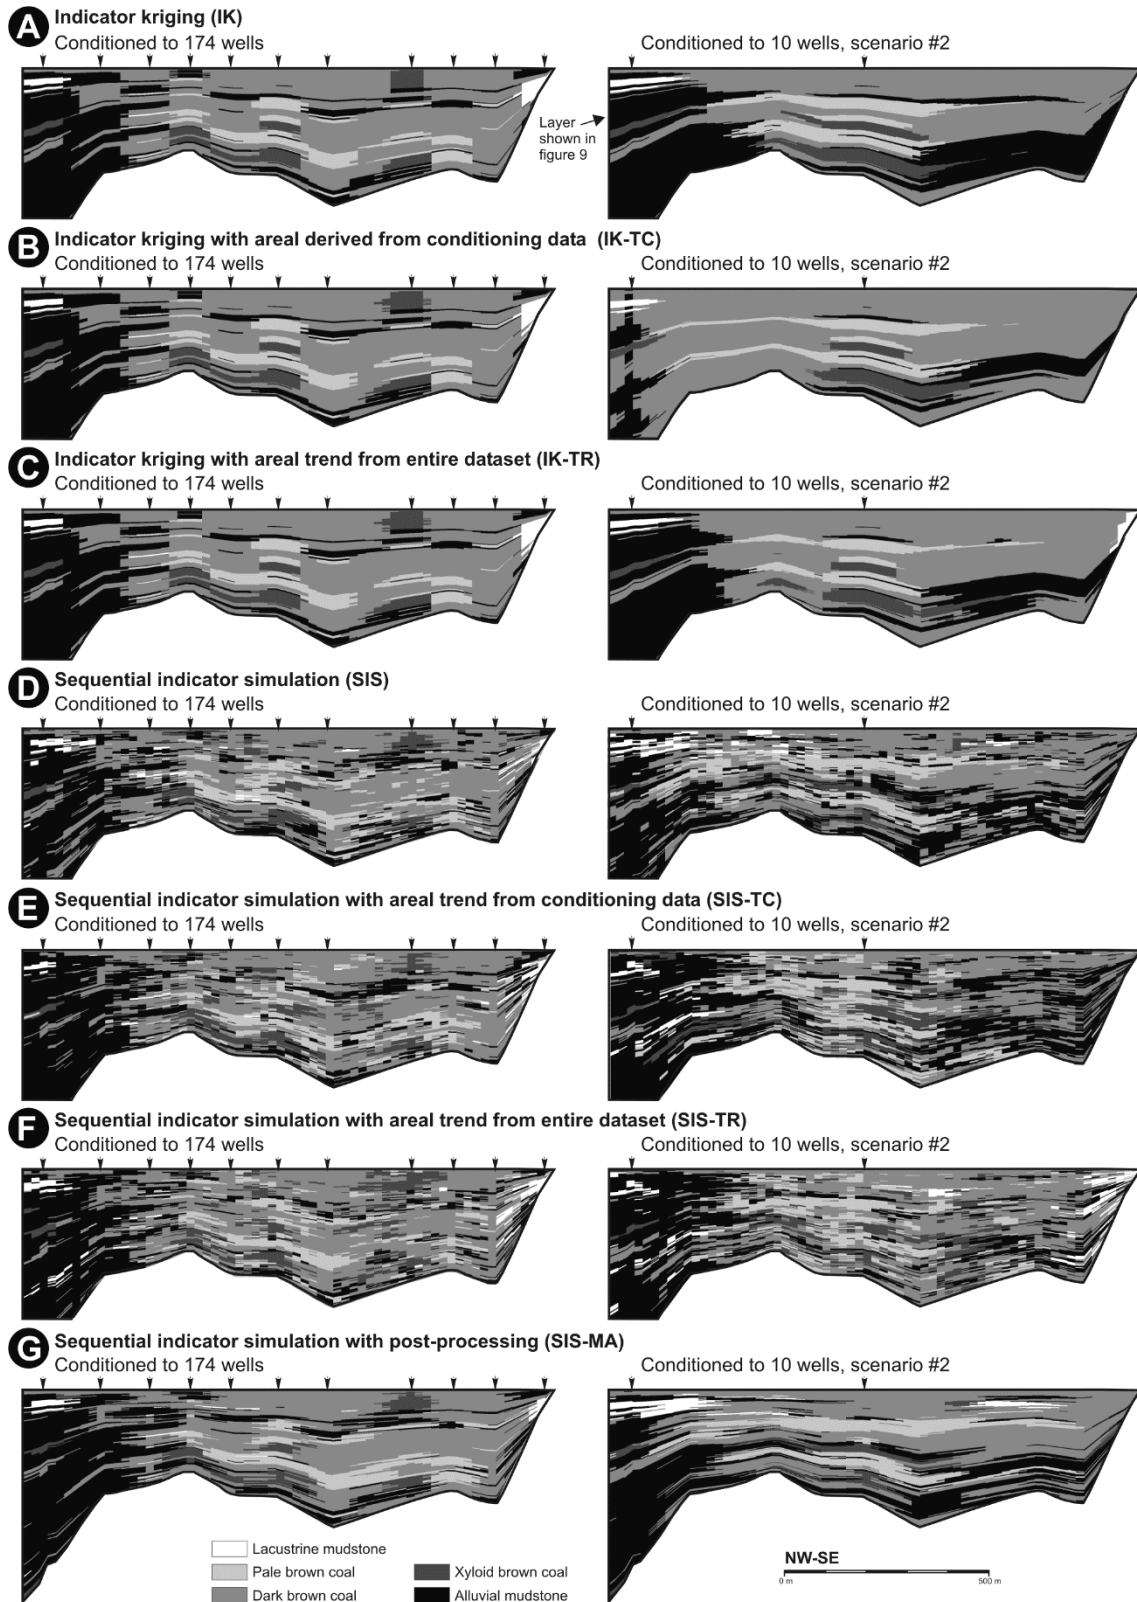 A Indicator kriging (IK)
Conditioned to 174 wells
Conditioned to 10 wells, scenario #2
Layer
shown in
figure 9
B Indicator kriging with areal derived from conditioning data (IK-TC)
Conditioned to 174 wells
Conditioned to 10 wells, scenario #2
C Indicator kriging with areal trend from entire dataset (IK-TR)
Conditioned to 174 wells
Conditioned to 10 wells, scenario #2
D Sequential indicator simulation (SIS)
Conditioned to 174 wells
Conditioned to 10 wells, scenario #2
E Sequential indicator simulation with areal trend from conditioning data (SIS-TC)
Conditioned to 174 wells
Conditioned to 10 wells, scenario #2
F Sequential indicator simulation with areal trend from entire dataset (SIS-TR)
Conditioned to 174 wells
Conditioned to 10 wells, scenario #2
G Sequential indicator simulation with post-processing (SIS-MA)
Conditioned to 174 wells
Conditioned to 10 wells, scenario #2
Lacustrine mudstone
Pale brown coal
Dark brown coal
Xyloid brown coal
Alluvial mudstone
NW-SE
0 m
500 m